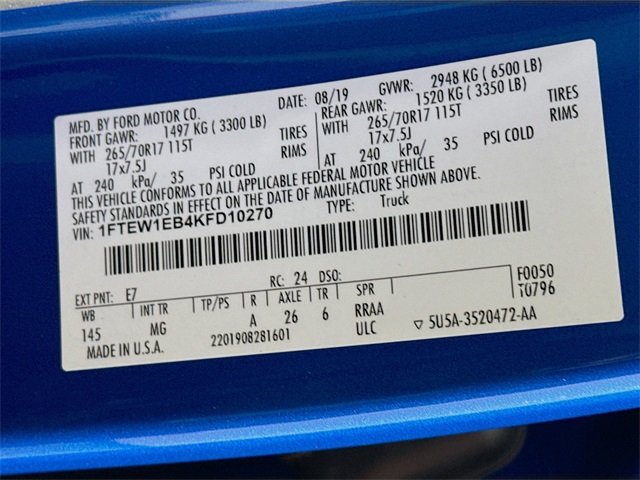 MFD. BY FORD MOTOR CO.
DATE: 08/19
GVWR: 2948 KG ( 6500 LB)
FRONT GAWR: 1497 KG ( 3300 LB)
WITH 265/70R17 115T TIRES
17x7.5J RIMS
AT 240 kPa/ 35 PSI COLD
REAR GAWR: 1520 KG ( 3350 LB)
WITH 265/70R17 115T TIRES
17x7.5J RIMS
AT 240 kPa/ 35 PSI COLD
THIS VEHICLE CONFORMS TO ALL APPLICABLE FEDERAL MOTOR VEHICLE
SAFETY STANDARDS IN EFFECT ON THE DATE OF MANUFACTURE SHOWN ABOVE.
VIN: 1FTEW1EB4KFD10270
TYPE: Truck
EXT PNT: E7 RC: 24 DSO:
WB INT TR TP/PS R AXLE TR SPR
145 MG A 26 6 RRAA
ULC
F0050
T0796
MADE IN U.S.A. 2201908281601
▽ 5U5A-3520472-AA